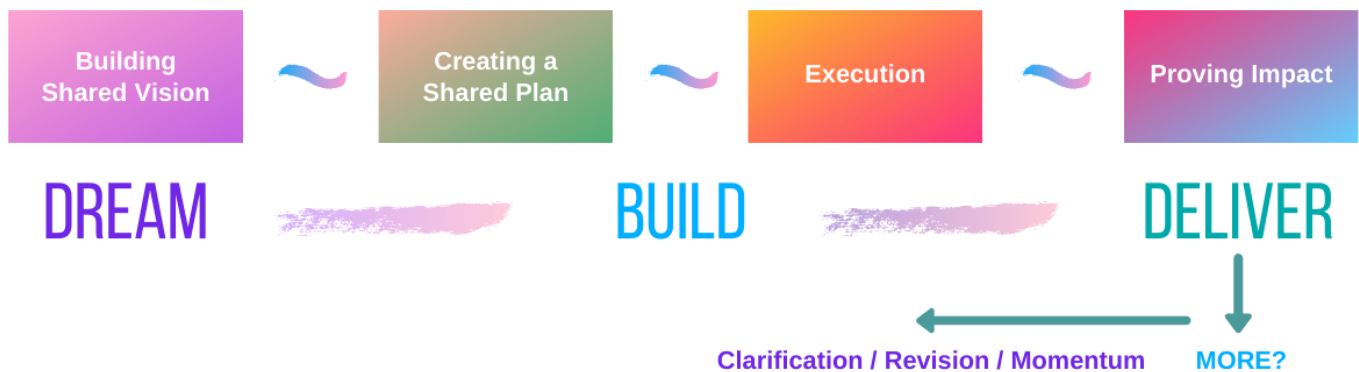 Building
Shared Vision
Creating a
Shared Plan
Execution
Proving Impact
DREAM
BUILD
DELIVER
Clarification / Revision / Momentum
MORE?